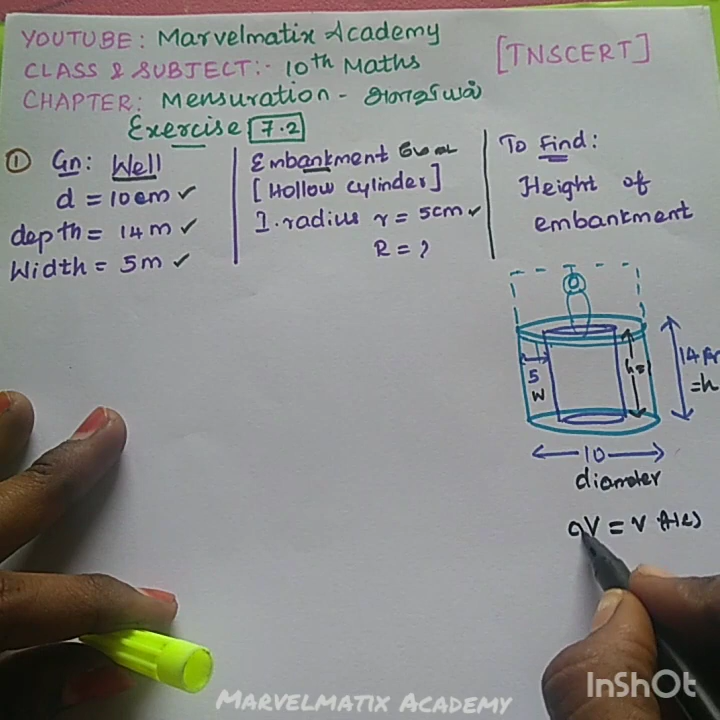 YOUTUBE: Marvelmatix Academy
CLASS & SUBJECT:- 10th Maths [TNSCERT]
CHAPTER: Mensuration - அளவியல்
Exercise 7.2
① Gn: Well
d = 10cm ✓
depth = 14 m ✓
Width = 5m ✓
Embankment
[Hollow cylinder]
I. radius r = 5cm ✓
R = ?
To Find:
Height of
embankment
5
W
h =
14
= h
10
diameter
V = V (H.C)
MARVELMATIX ACADEMY
InShOt